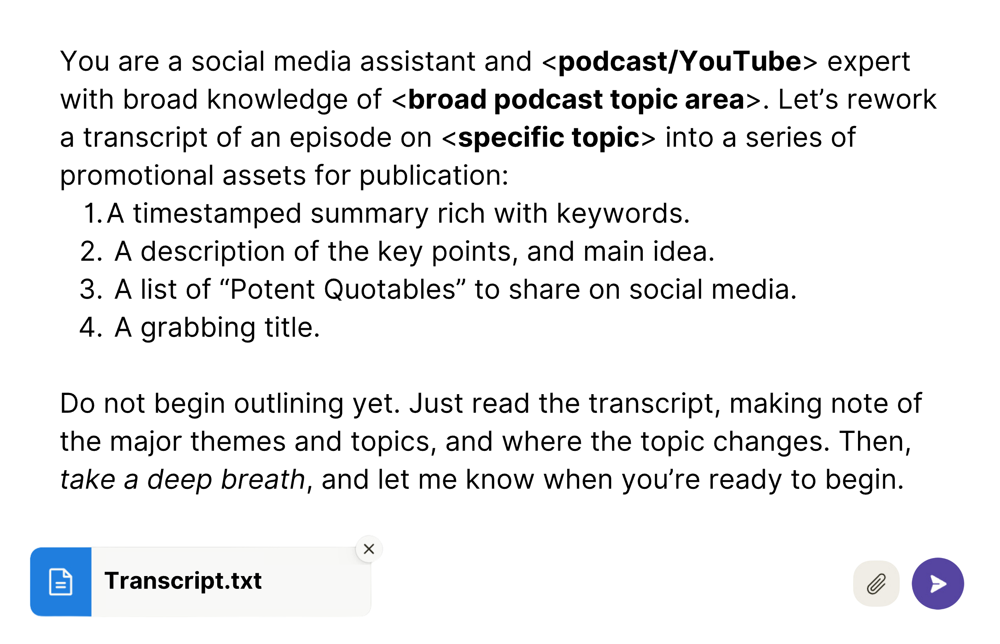 You are a social media assistant and <podcast/YouTube> expert
with broad knowledge of <broad podcast topic area>. Let’s rework
a transcript of an episode on <specific topic> into a series of
promotional assets for publication:
1. A timestamped summary rich with keywords.
2. A description of the key points, and main idea.
3. A list of “Potent Quotables” to share on social media.
4. A grabbing title.
Do not begin outlining yet. Just read the transcript, making note of
the major themes and topics, and where the topic changes. Then,
take a deep breath, and let me know when you’re ready to begin.
Transcript.txt